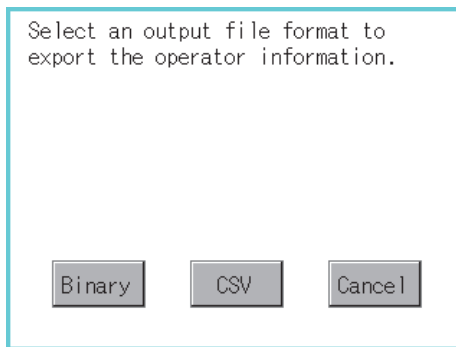 Select an output file format to
export the operator information.
Binary CSV Cancel